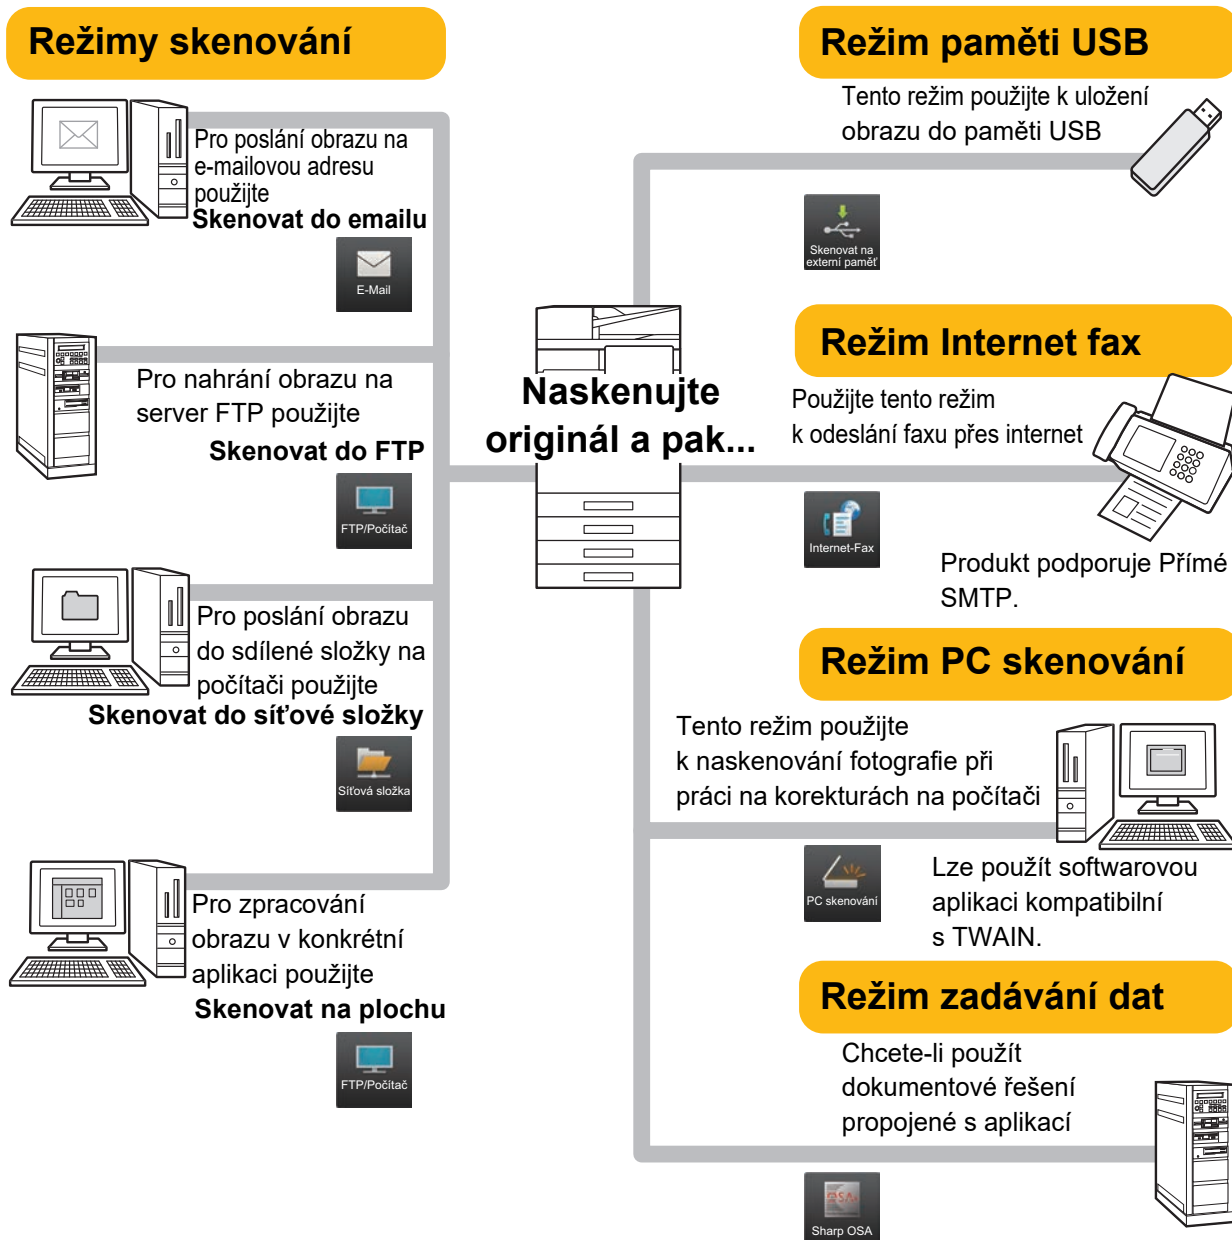 Režimy skenování
Pro poslání obrazu na
e-mailovou adresu
použijte
Skenovat do emailu
E-Mail
Pro nahrání obrazu na
server FTP použijte
Skenovat do FTP
FTP/Počítač
Pro poslání obrazu
do sdílené složky na
počítači použijte
Skenovat do síťové složky
Síťová složka
Pro zpracování
obrazu v konkrétní
aplikaci použijte
Skenovat na plochu
FTP/Počítač
Naskenujte
originál a pak...
Režim paměti USB
Tento režim použijte k uložení
obrazu do paměti USB
Skenovat na
externí paměť
Režim Internet fax
Použijte tento režim
k odeslání faxu přes internet
Internet-Fax
Produkt podporuje Přímé
SMTP.
Režim PC skenování
Tento režim použijte
k naskenování fotografie při
práci na korekturách na počítači
PC skenování
Lze použít softwarovou
aplikaci kompatibilní
s TWAIN.
Režim zadávání dat
Chcete-li použít
dokumentové řešení
propojené s aplikací
OSA
Sharp OSA